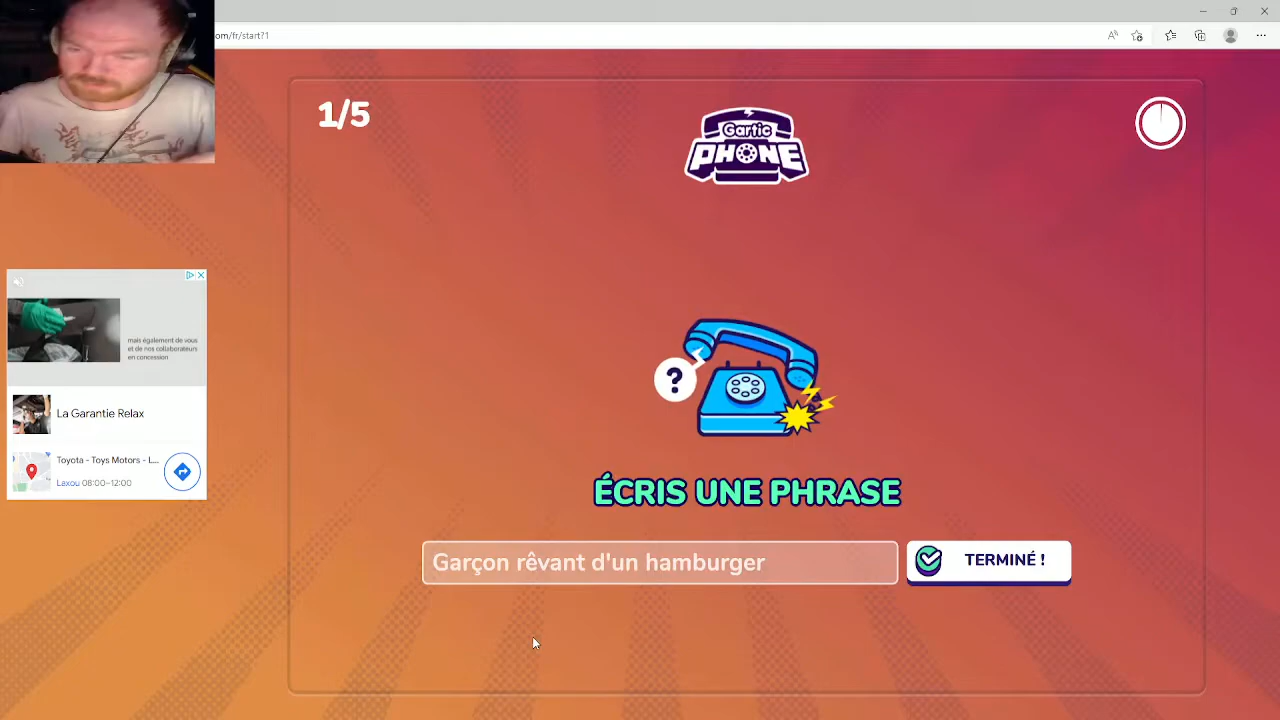 om/fr/start?1
1/5
Gartic
PHONE
mais également de vous
et de nos collaborateurs
en concession
La Garantie Relax
Toyota - Toys Motors - L...
Laxou 08:00–12:00
?
ÉCRIS UNE PHRASE
Garçon rêvant d'un hamburger
TERMINÉ !